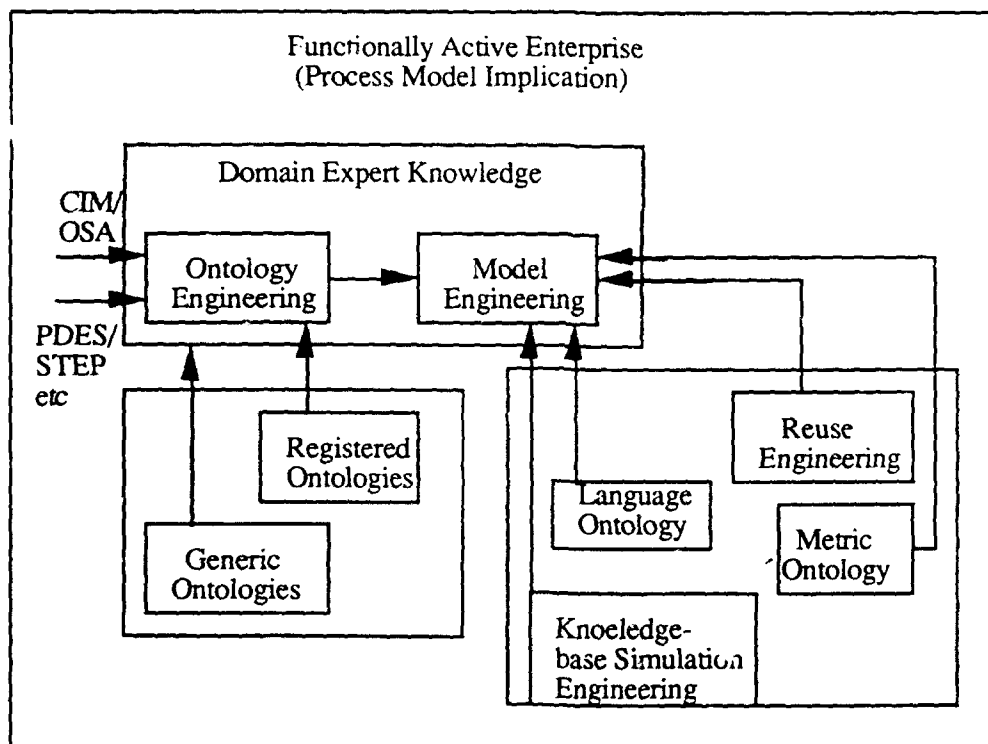 Functionally Active Enterprise
(Process Model Implication)
Domain Expert Knowledge
CIM/
OSA
Ontology
Engineering
Model
Engineering
PDES/
STEP
etc
Registered
Ontologies
Generic
Ontologies
Reuse
Engineering
Language
Ontology
Metric
Ontology
Knoeledge-
base Simulation
Engineering